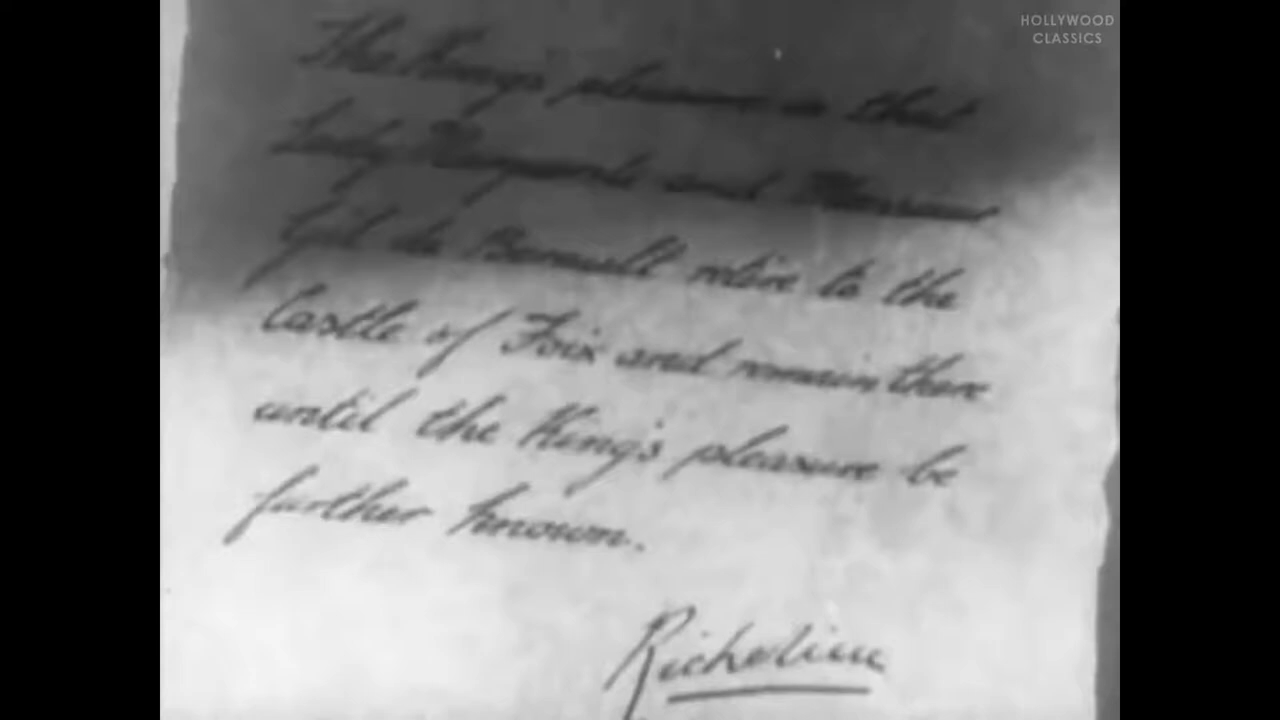 HOLLYWOOD
CLASSICS
The King's pleasure is that
Lady Marguerite and Monsieur
Gil de Berault retire to the
Castle of Foix and remain there
until the King's pleasure be
further known.
Richelieu